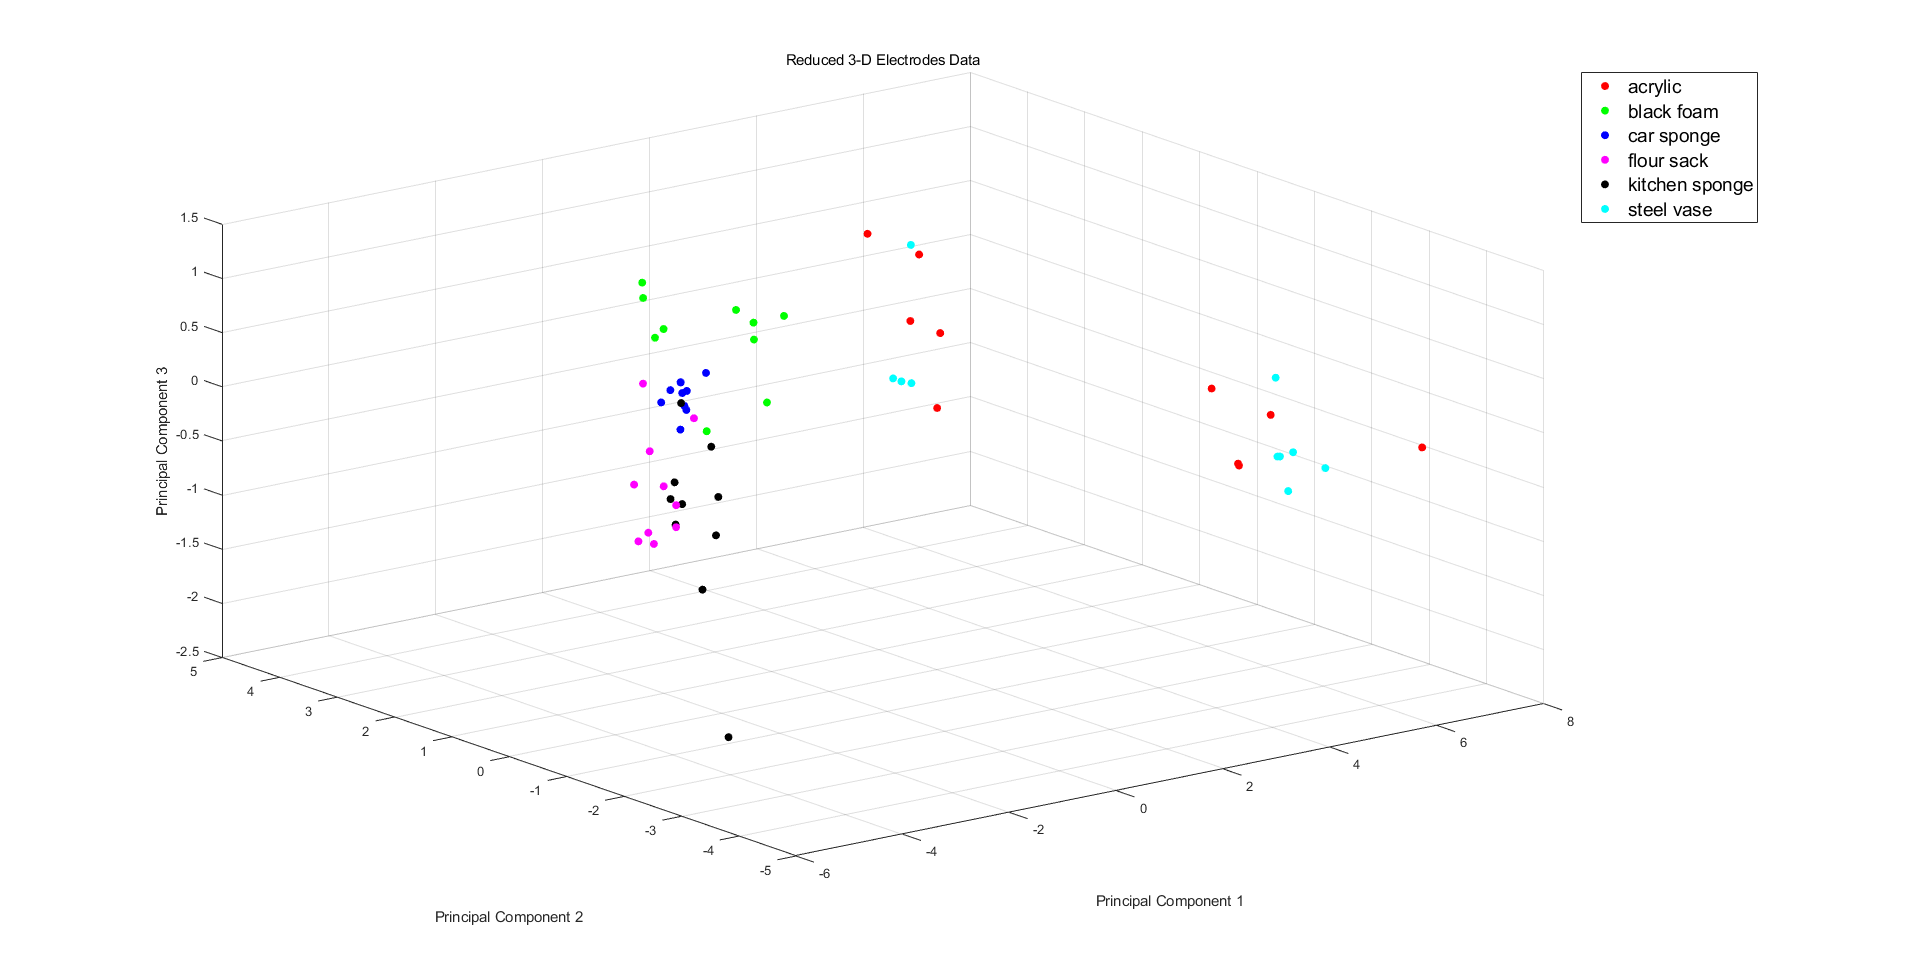 Reduced 3-D Electrodes Data
acrylic
black foam
car sponge
flour sack
kitchen sponge
steel vase
Principal Component 3
1.5
1
0.5
0
-0.5
-1
-1.5
-2
-2.5
5
4
3
2
1
0
-1
-2
-3
-4
-5
-6
-4
-2
0
2
4
6
8
Principal Component 2
Principal Component 1